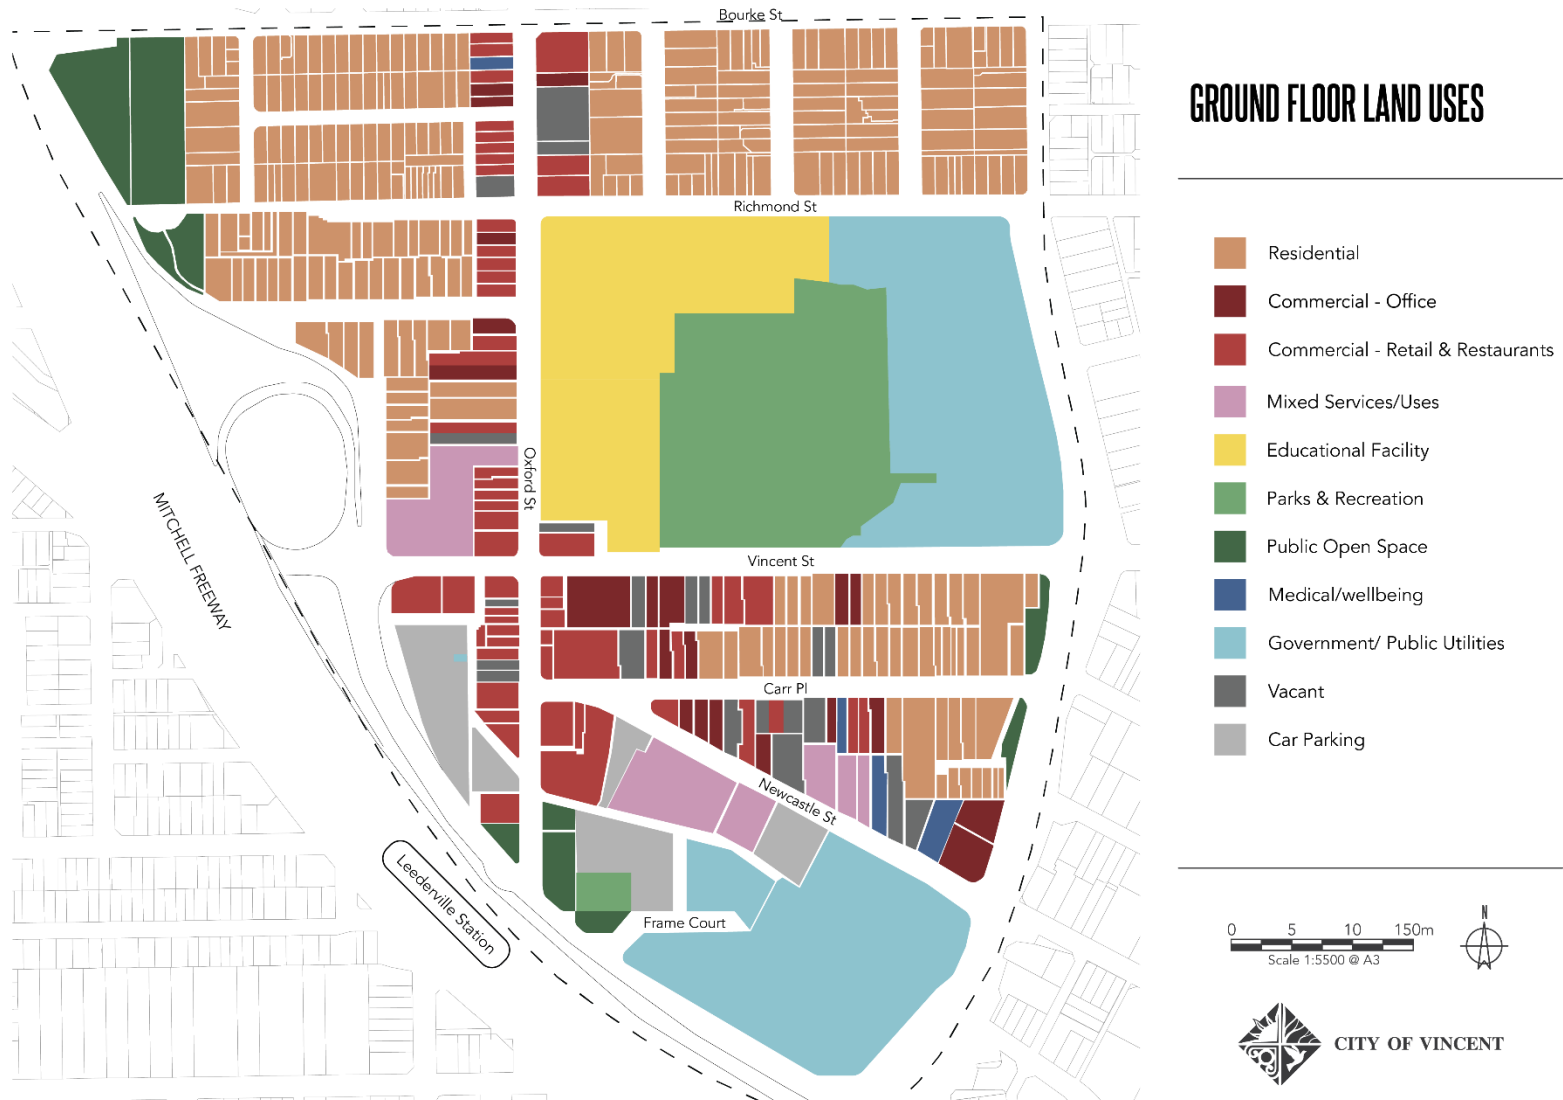 Bourke St
GROUND FLOOR LAND USES
Richmond St
Residential
Commercial - Office
Commercial - Retail & Restaurants
Mixed Services/Uses
Educational Facility
Parks & Recreation
Public Open Space
Medical/wellbeing
Government/ Public Utilities
Vacant
Car Parking
Oxford St
MITCHELL FREEWAY
Vincent St
Carr Pl
Newcastle St
Leederville Station
Frame Court
0 5 10 150m
Scale 1:5500 @ A3
N
CITY OF VINCENT